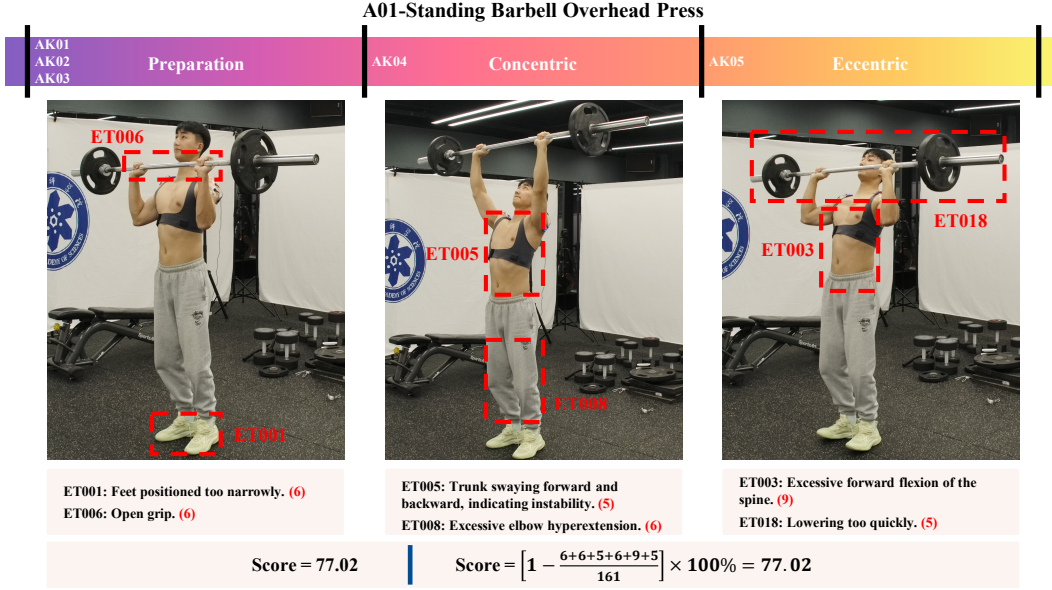 A01-Standing Barbell Overhead Press
AK01
AK02
AK03
Preparation
AK04
Concentric
AK05
Eccentric
ET006
ET001
ET005
ET008
ET018
ET003
ET001: Feet positioned too narrowly. (6)
ET006: Open grip. (6)
ET005: Trunk swaying forward and
backward, indicating instability. (5)
ET008: Excessive elbow hyperextension. (6)
ET003: Excessive forward flexion of the
spine. (9)
ET018: Lowering too quickly. (5)
Score = 77.02
Score = [1 − (6+6+5+6+9+5)/161] × 100% = 77.02